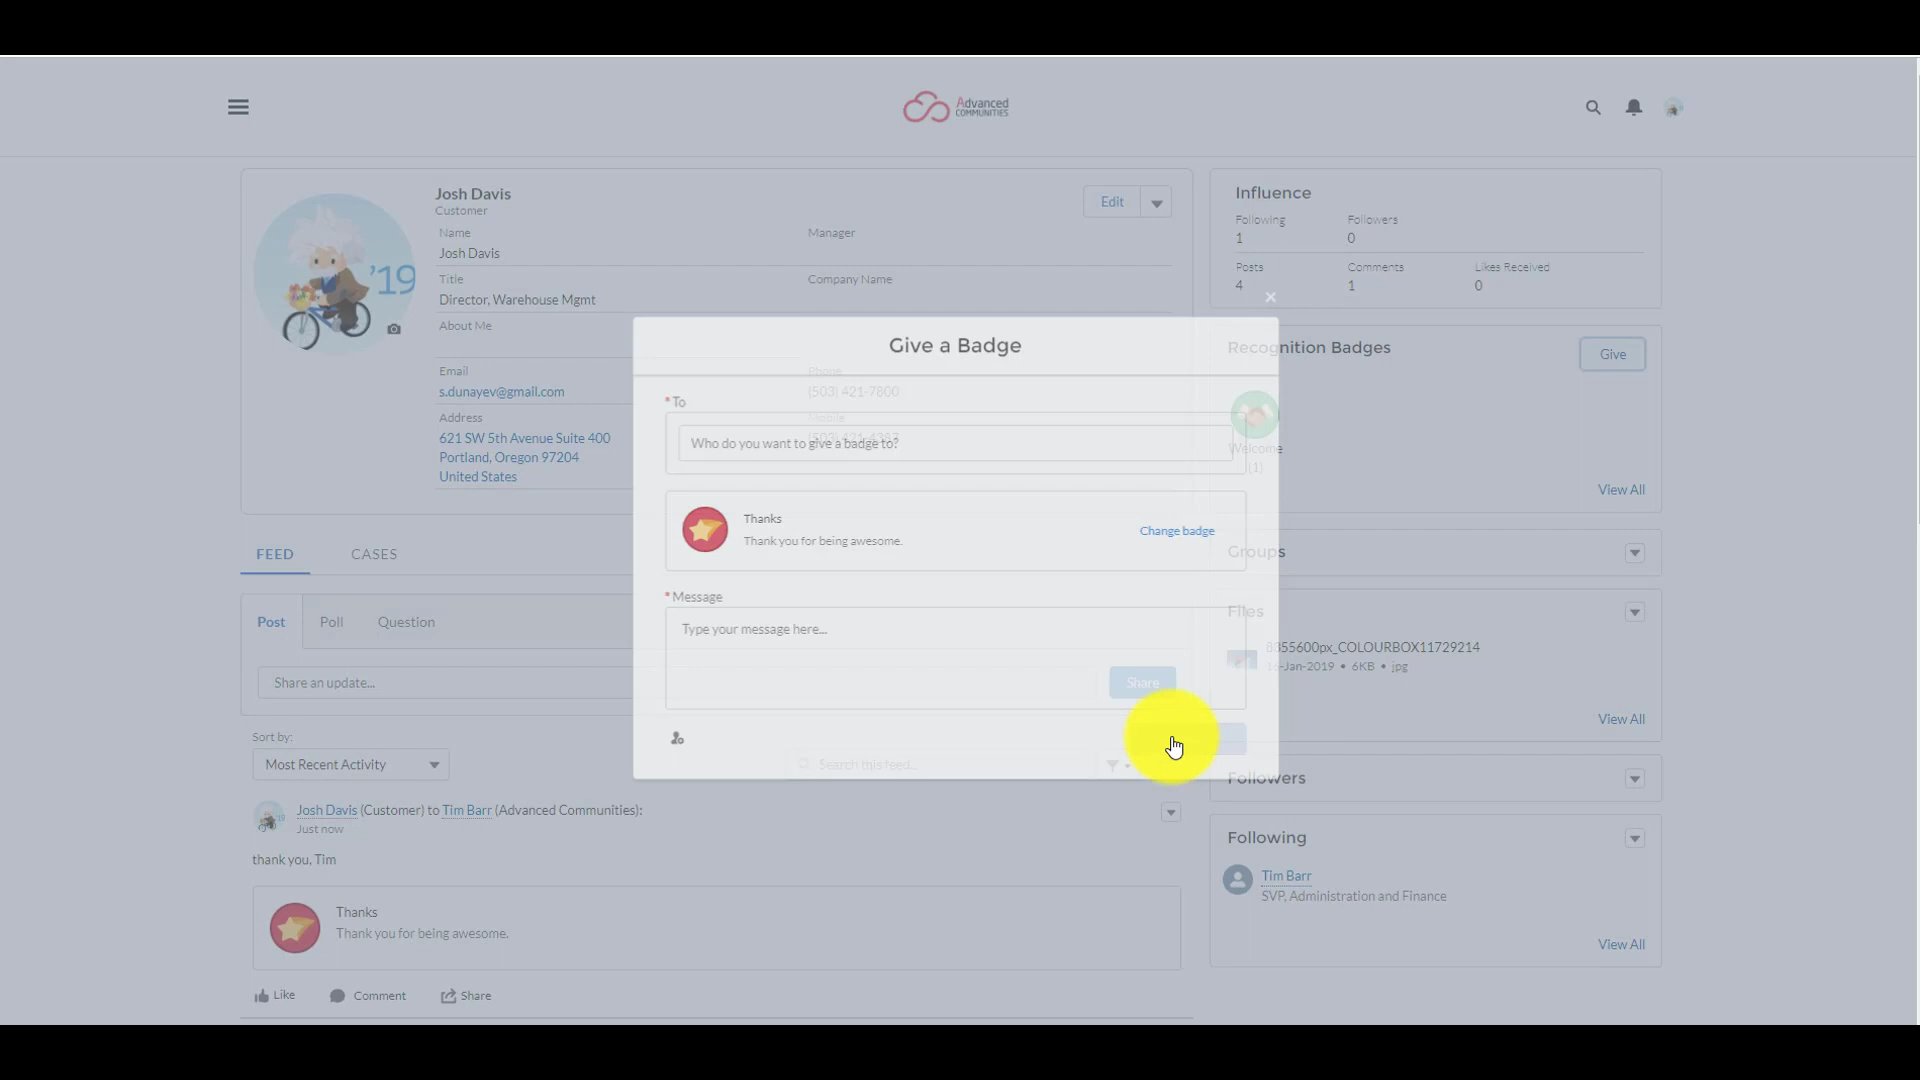 Advanced
COMMUNITIES
Josh Davis
Customer
Edit
Name
Josh Davis
Manager
Title
Director, Warehouse Mgmt
Company Name
About Me
Email
s.dunayev@gmail.com
Phone
(503) 421-7800
Address
621 SW 5th Avenue Suite 400
Portland, Oregon 97204
United States
Mobile
'19
Influence
Following
1
Followers
0
Posts
4
Comments
1
Likes Received
0
Recognition Badges
Give
Welcome
(1)
View All
Give a Badge
* To
Who do you want to give a badge to?
Thanks
Thank you for being awesome.
Change badge
* Message
Type your message here...
Share
FEED
CASES
Post
Poll
Question
Share an update...
Sort by:
Most Recent Activity
Search this feed...
Josh Davis (Customer) to Tim Barr (Advanced Communities):
Just now
thank you, Tim
Thanks
Thank you for being awesome.
Like
Comment
Share
Groups
Files
8355600px_COLOURBOX11729214
16-Jan-2019 • 6KB • jpg
View All
Followers
Following
Tim Barr
SVP, Administration and Finance
View All